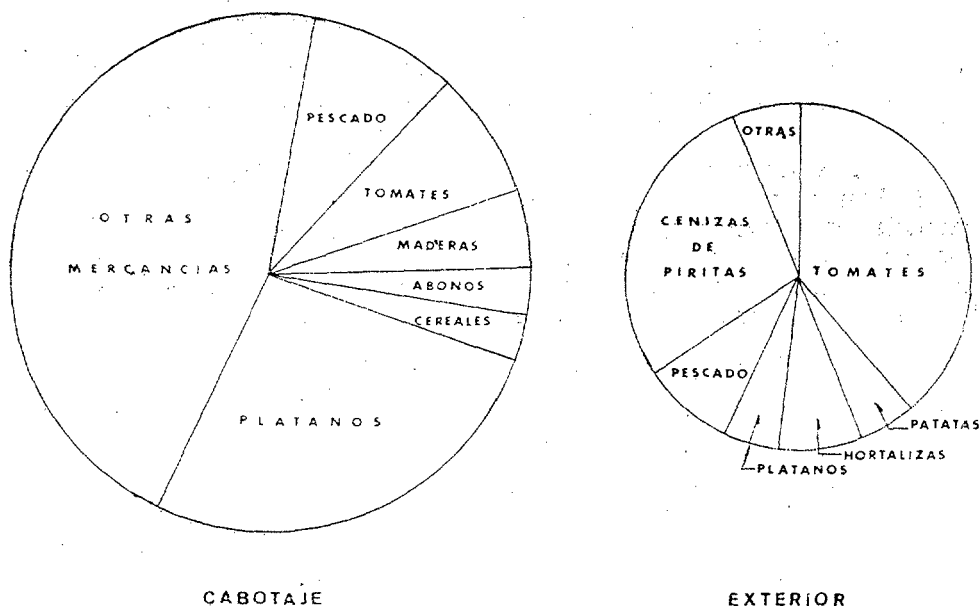 PESCADO
TOMATES
OTRAS
MERCANCIAS
MADERAS
ABONOS
CEREALES
PLATANOS
CABOTAJE
OTRAS
CENIZAS
DE
PIRITAS
TOMATES
PESCADO
PATATAS
HORTALIZAS
PLATANOS
EXTERIOR